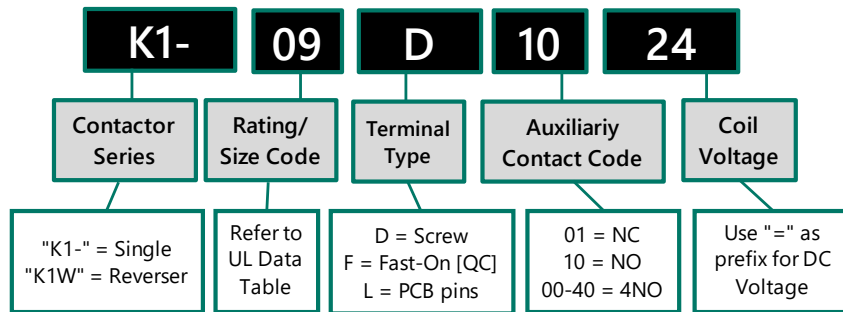 K1-
09
D
10
24
Contactor
Series
Rating/
Size Code
Terminal
Type
Auxiliariy
Contact Code
Coil
Voltage
"K1-" = Single
"K1W" = Reverser
Refer to
UL Data
Table
D = Screw
F = Fast-On [QC]
L = PCB pins
01 = NC
10 = NO
00-40 = 4NO
Use "=" as
prefix for DC
Voltage